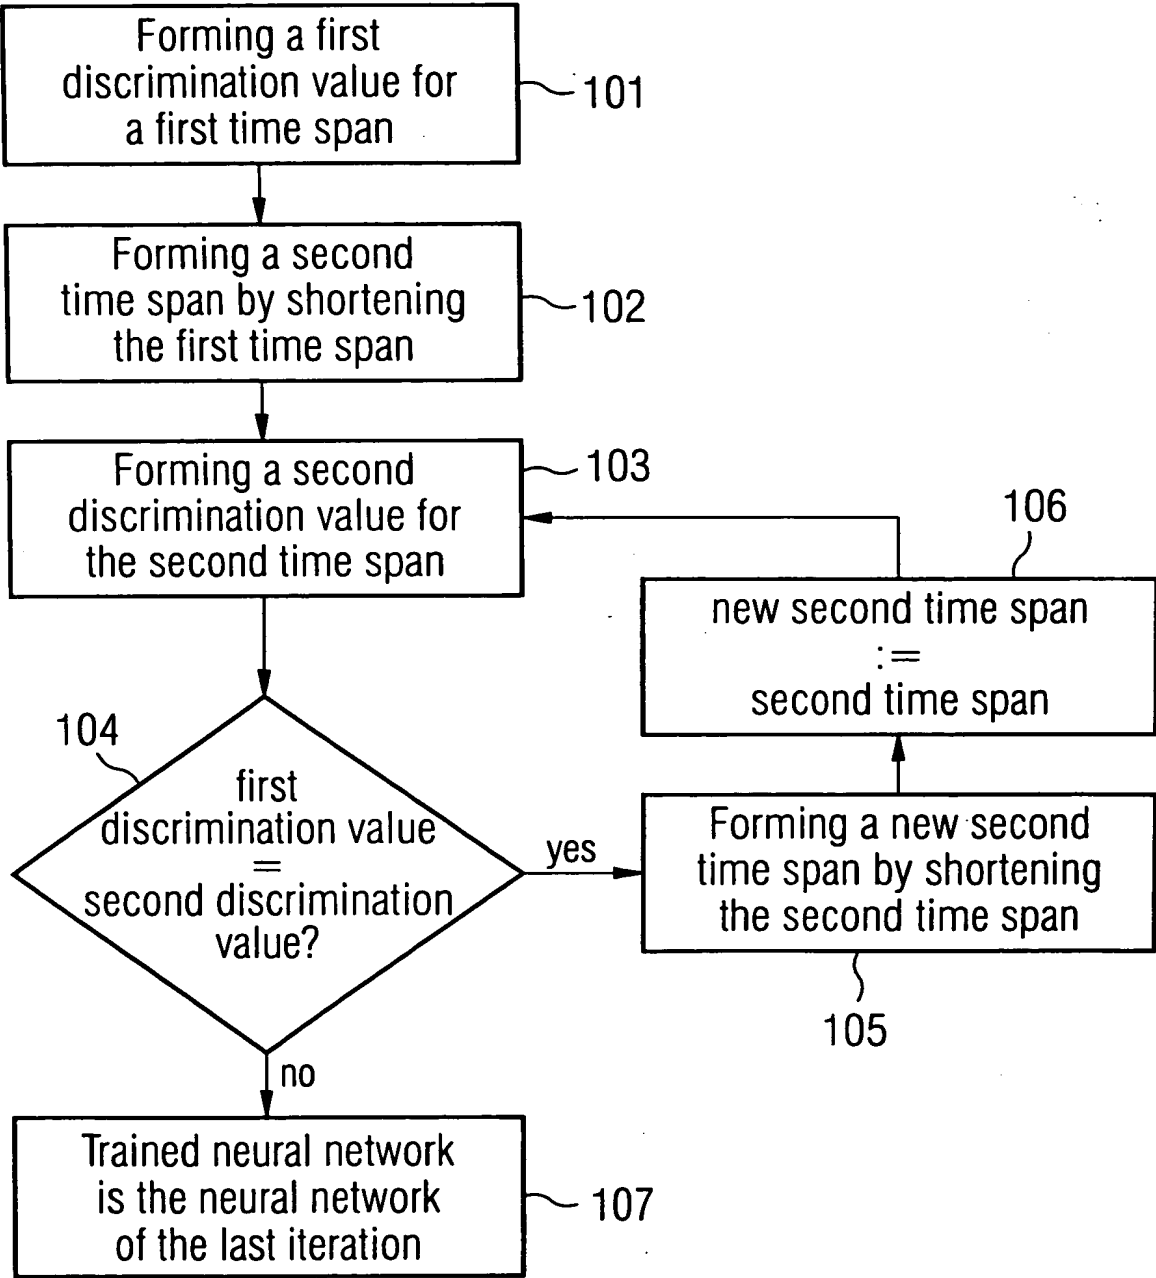 Forming a first
discrimination value for
a first time span
101
Forming a second
time span by shortening
the first time span
102
Forming a second
discrimination value for
the second time span
103
106
new second time span
:=
second time span
104
first
discrimination value
=
second discrimination
value?
yes
Forming a new second
time span by shortening
the second time span
105
no
Trained neural network
is the neural network
of the last iteration
107